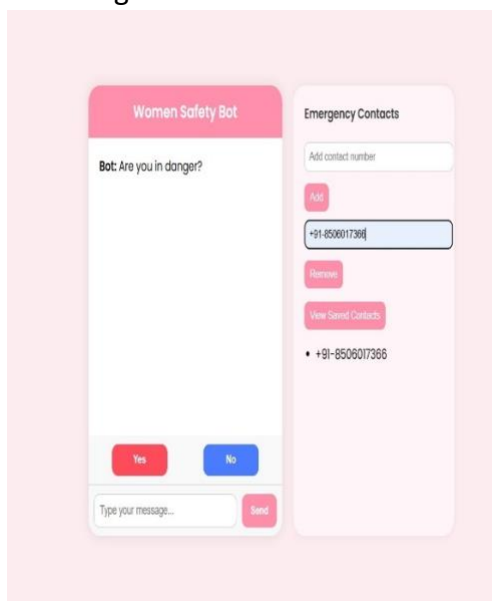 Women Safety Bot
Bot: Are you in danger?
Yes
No
Type your message...
Send
Emergency Contacts
Add contact number
Add
+91-8506017366
Remove
View Saved Contacts
• +91-8506017366